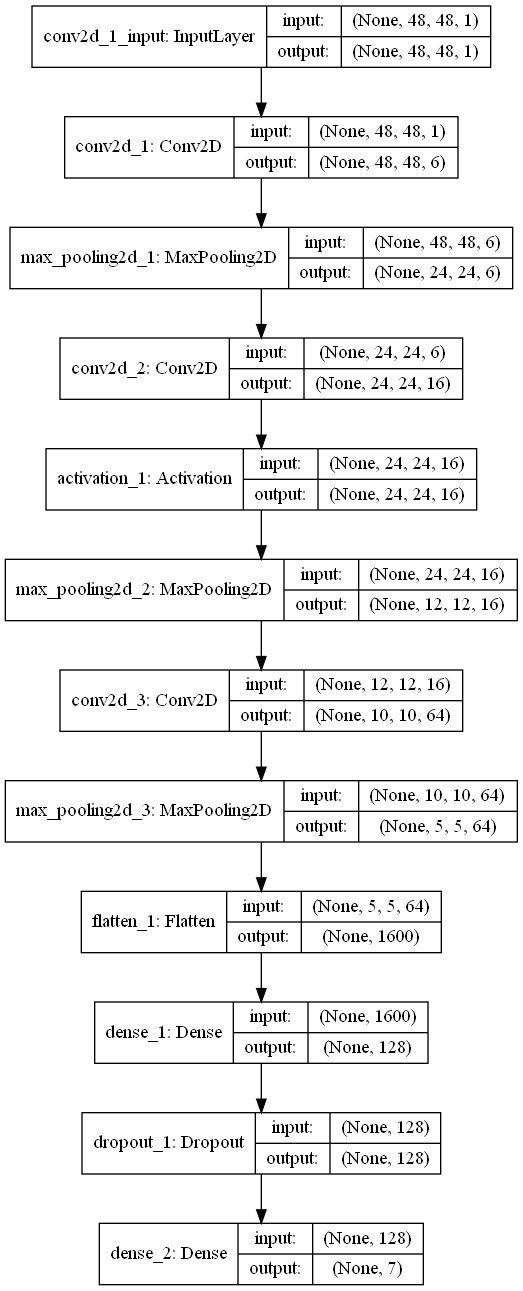 conv2d_1_input: InputLayer
input: (None, 48, 48, 1)
output: (None, 48, 48, 1)
conv2d_1: Conv2D
input: (None, 48, 48, 1)
output: (None, 48, 48, 6)
max_pooling2d_1: MaxPooling2D
input: (None, 48, 48, 6)
output: (None, 24, 24, 6)
conv2d_2: Conv2D
input: (None, 24, 24, 6)
output: (None, 24, 24, 16)
activation_1: Activation
input: (None, 24, 24, 16)
output: (None, 24, 24, 16)
max_pooling2d_2: MaxPooling2D
input: (None, 24, 24, 16)
output: (None, 12, 12, 16)
conv2d_3: Conv2D
input: (None, 12, 12, 16)
output: (None, 10, 10, 64)
max_pooling2d_3: MaxPooling2D
input: (None, 10, 10, 64)
output: (None, 5, 5, 64)
flatten_1: Flatten
input: (None, 5, 5, 64)
output: (None, 1600)
dense_1: Dense
input: (None, 1600)
output: (None, 128)
dropout_1: Dropout
input: (None, 128)
output: (None, 128)
dense_2: Dense
input: (None, 128)
output: (None, 7)